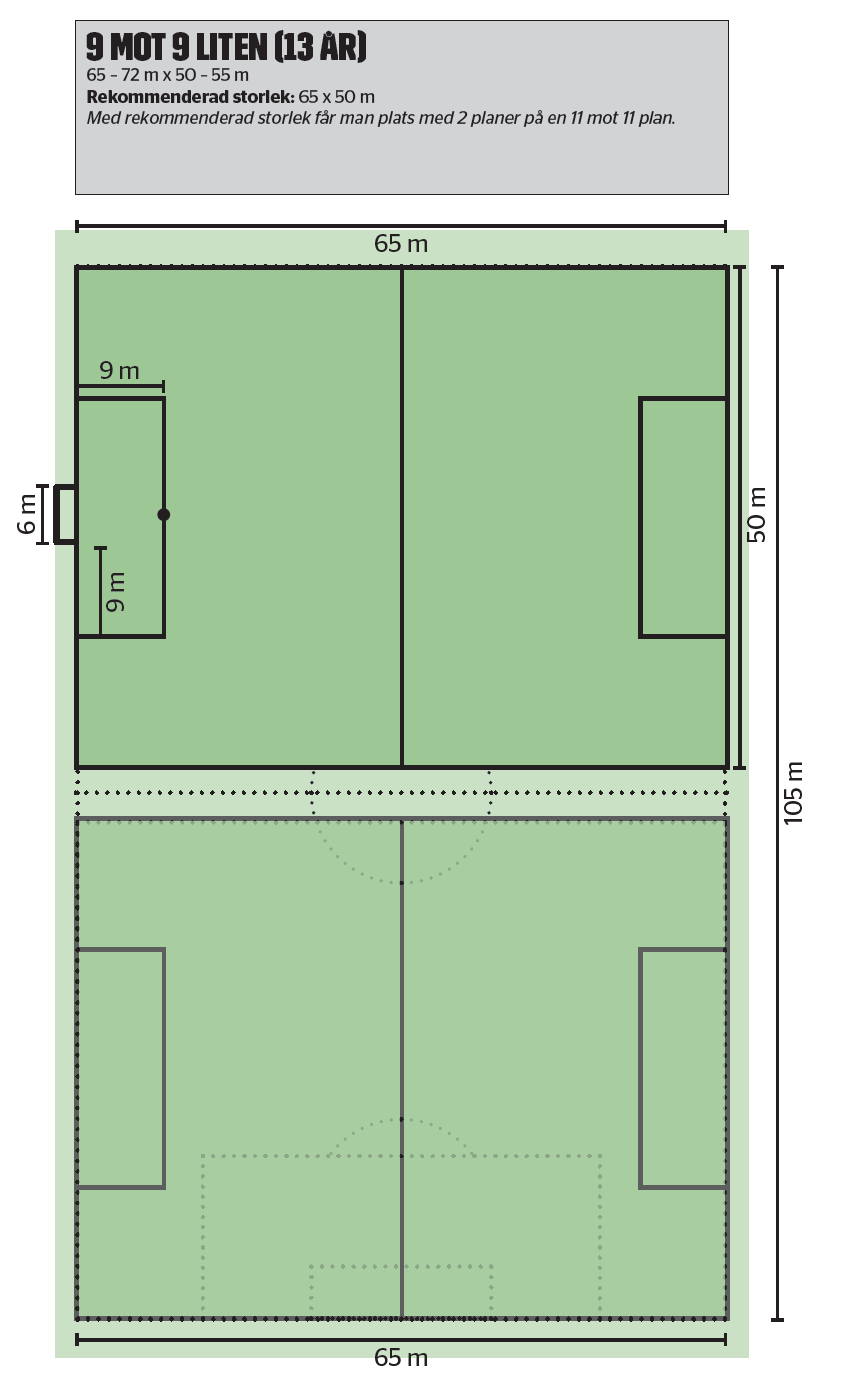 9 MOT 9 LITEN (13 ÅR)
65 - 72 m x 50 - 55 m
Rekommenderad storlek: 65 x 50 m
Med rekommenderad storlek får man plats med 2 planer på en 11 mot 11 plan.
65 m
9 m
6 m
9 m
50 m
105 m
65 m